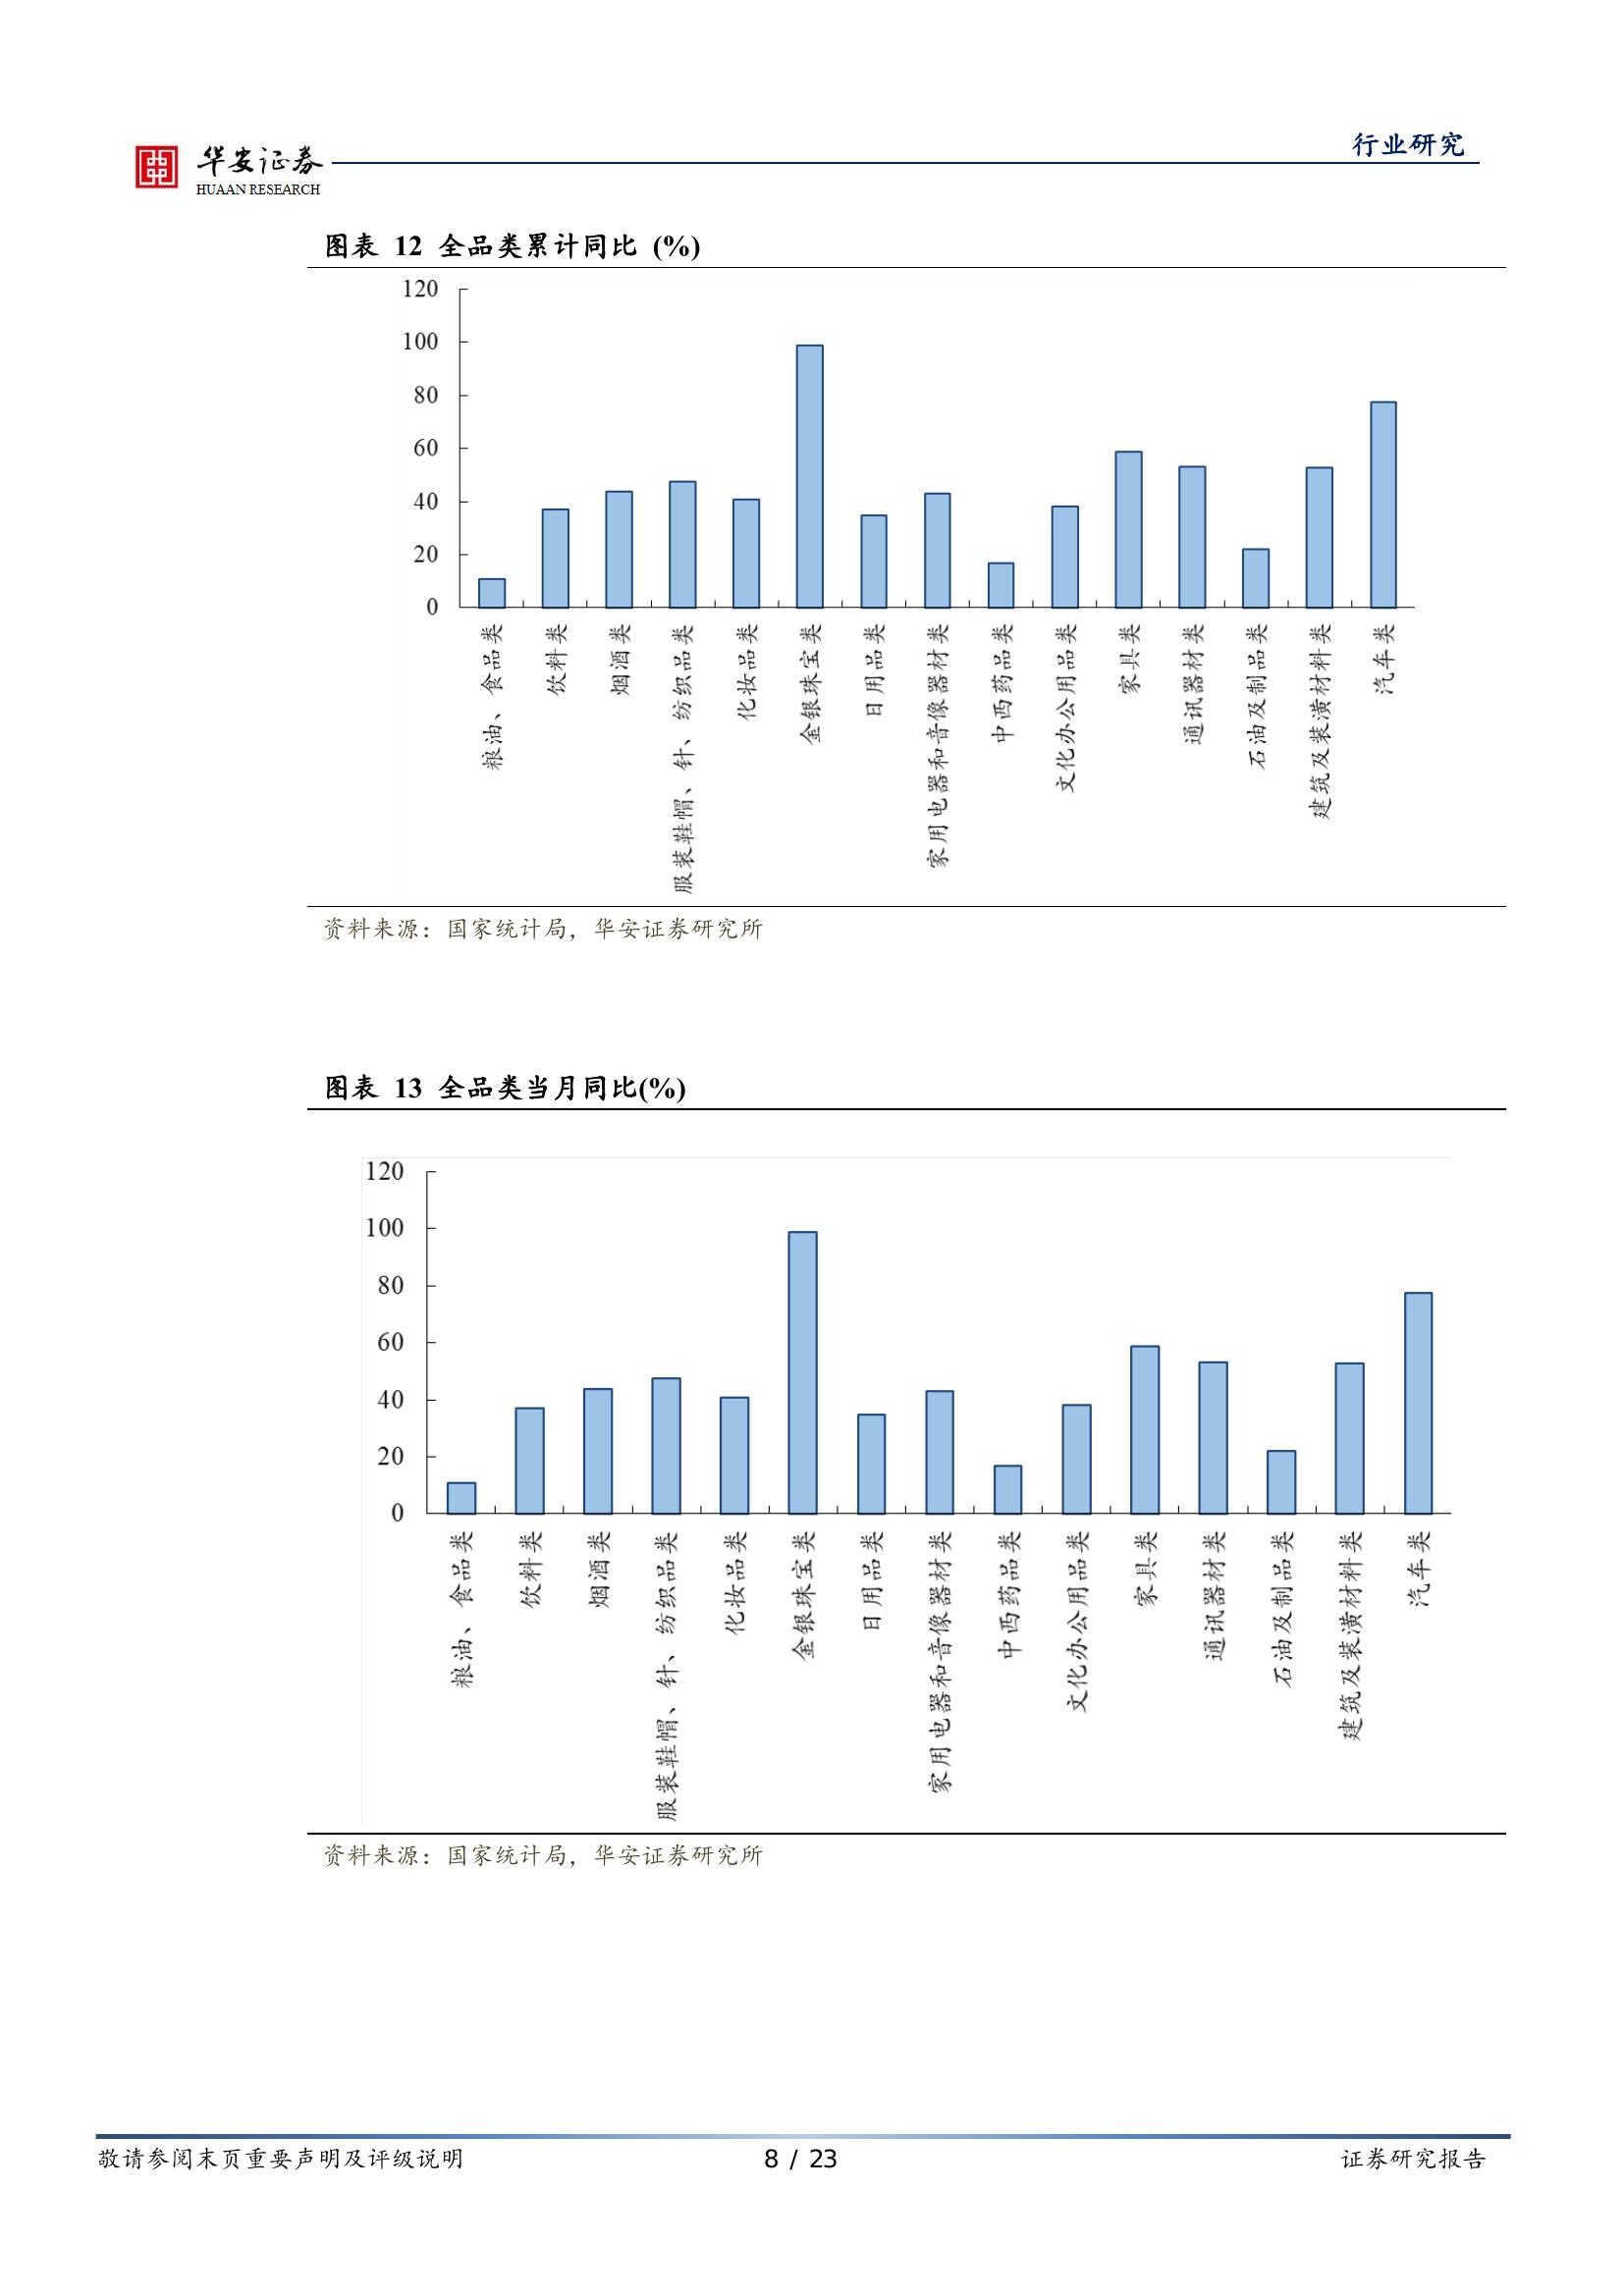 行业研究
华安证券
HUAAN RESEARCH
图表 12 全品类累计同比 (%)
120
100
80
60
40
20
0
粮油、食品类
饮料类
烟酒类
服装鞋帽、针、纺织品类
化妆品类
金银珠宝类
日用品类
家用电器和音像器材类
中西药品类
文化办公用品类
家具类
通讯器材类
石油及制品类
建筑及装潢材料类
汽车类
资料来源：国家统计局，华安证券研究所
图表 13 全品类当月同比(%)
120
100
80
60
40
20
0
粮油、食品类
饮料类
烟酒类
服装鞋帽、针、纺织品类
化妆品类
金银珠宝类
日用品类
家用电器和音像器材类
中西药品类
文化办公用品类
家具类
通讯器材类
石油及制品类
建筑及装潢材料类
汽车类
资料来源：国家统计局，华安证券研究所
敬请参阅末页重要声明及评级说明
8 / 23
证券研究报告